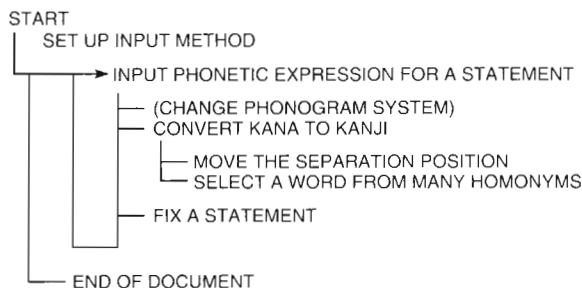 START
SET UP INPUT METHOD
INPUT PHONETIC EXPRESSION FOR A STATEMENT
(CHANGE PHONOGRAM SYSTEM)
CONVERT KANA TO KANJI
MOVE THE SEPARATION POSITION
SELECT A WORD FROM MANY HOMONYMS
FIX A STATEMENT
END OF DOCUMENT